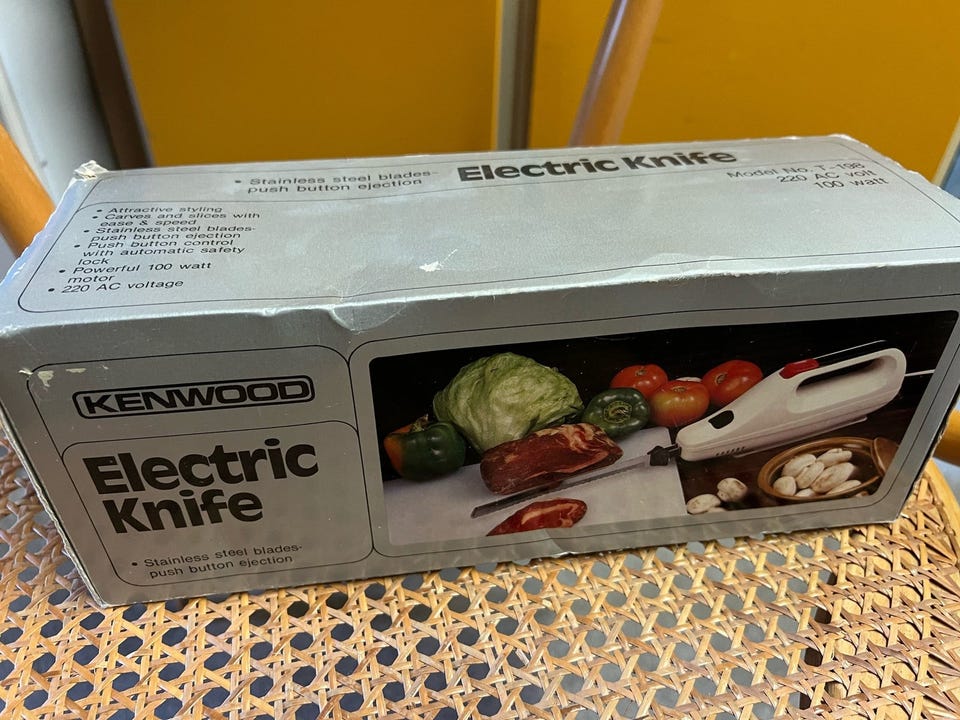 • Stainless steel blades-
push button ejection
Electric Knife
Model No. T-198
220 AC volt
100 watt
• Attractive styling
• Carves and slices with
ease & speed
• Stainless steel blades-
push button ejection
• Push button control
with automatic safety
lock
• Powerful 100 watt
motor
• 220 AC voltage
KENWOOD
Electric
Knife
• Stainless steel blades-
push button ejection